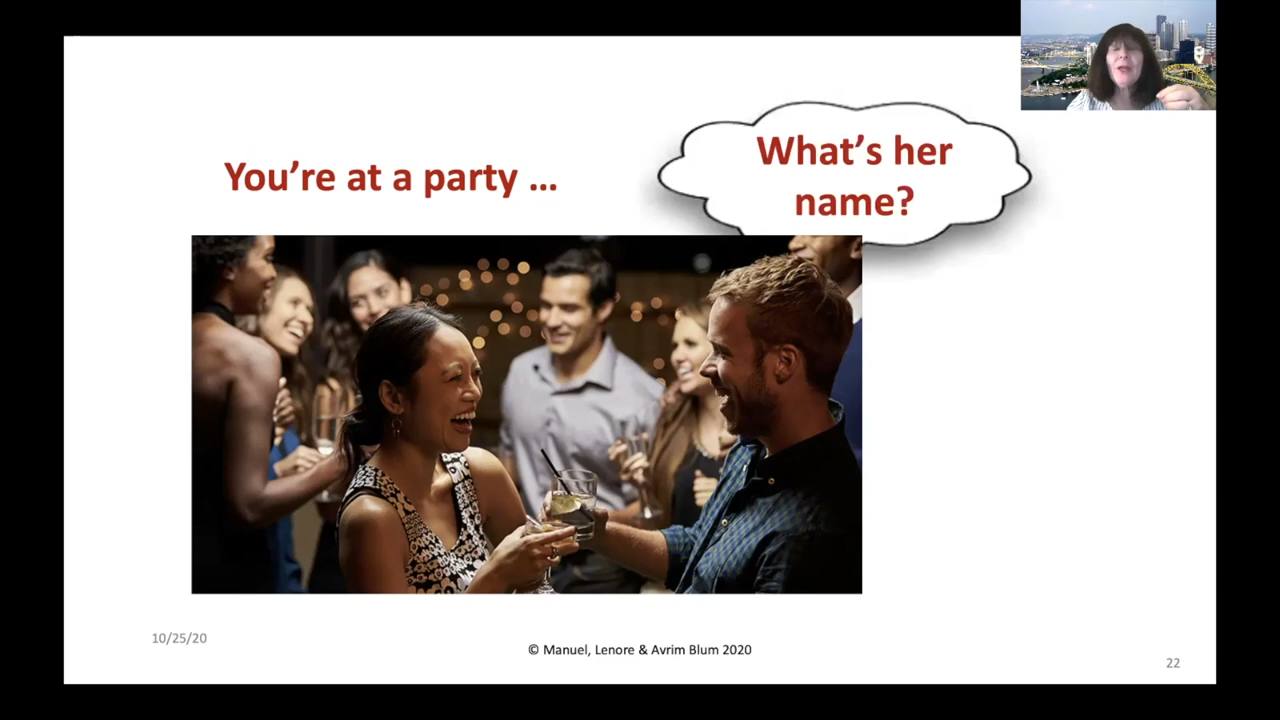 You’re at a party …
What’s her
name?
10/25/20
© Manuel, Lenore & Avrim Blum 2020
22